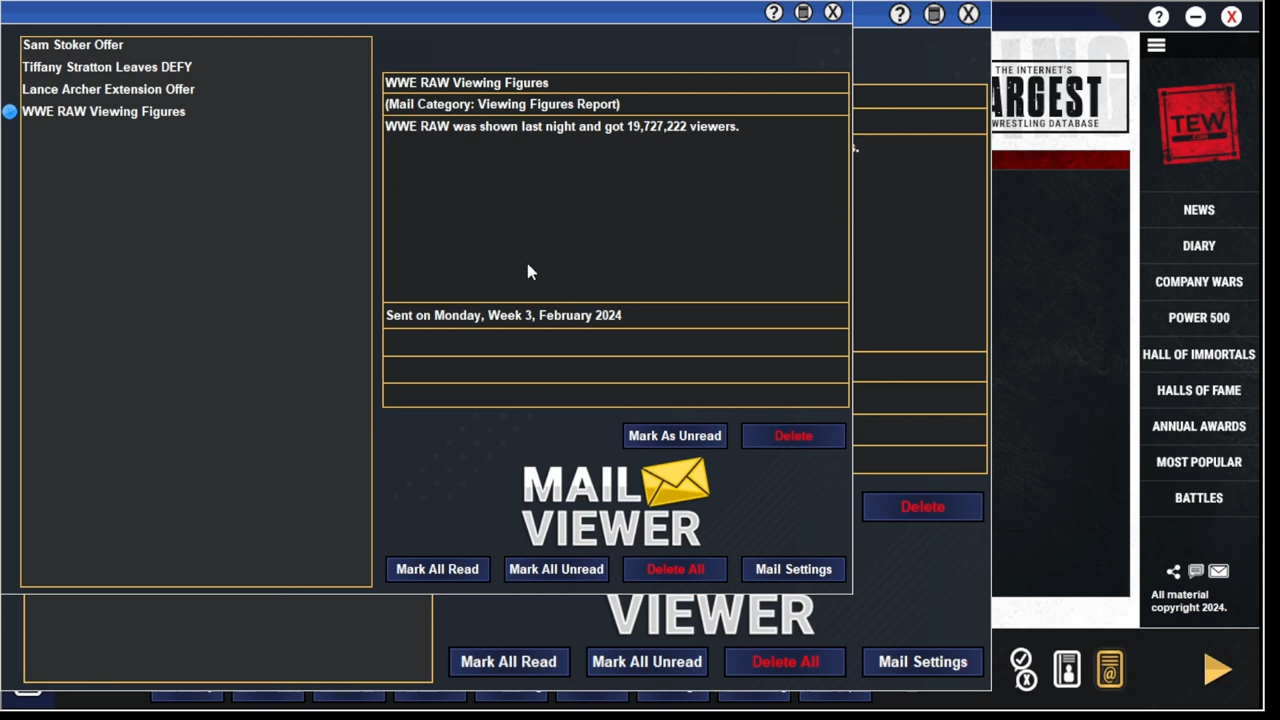 Sam Stoker Offer
Tiffany Stratton Leaves DEFY
Lance Archer Extension Offer
WWE RAW Viewing Figures
WWE RAW Viewing Figures
(Mail Category: Viewing Figures Report)
WWE RAW was shown last night and got 19,727,222 viewers.
s.
Sent on Monday, Week 3, February 2024
Mark As Unread
Delete
MAIL
VIEWER
Mark All Read
Mark All Unread
Delete All
Mail Settings
Delete
VIEWER
Mark All Read
Mark All Unread
Delete All
Mail Settings
THE INTERNET'S
ARGEST
WRESTLING DATABASE
TEW
.COM
NEWS
DIARY
COMPANY WARS
POWER 500
HALL OF IMMORTALS
HALLS OF FAME
ANNUAL AWARDS
MOST POPULAR
BATTLES
All material
copyright 2024.